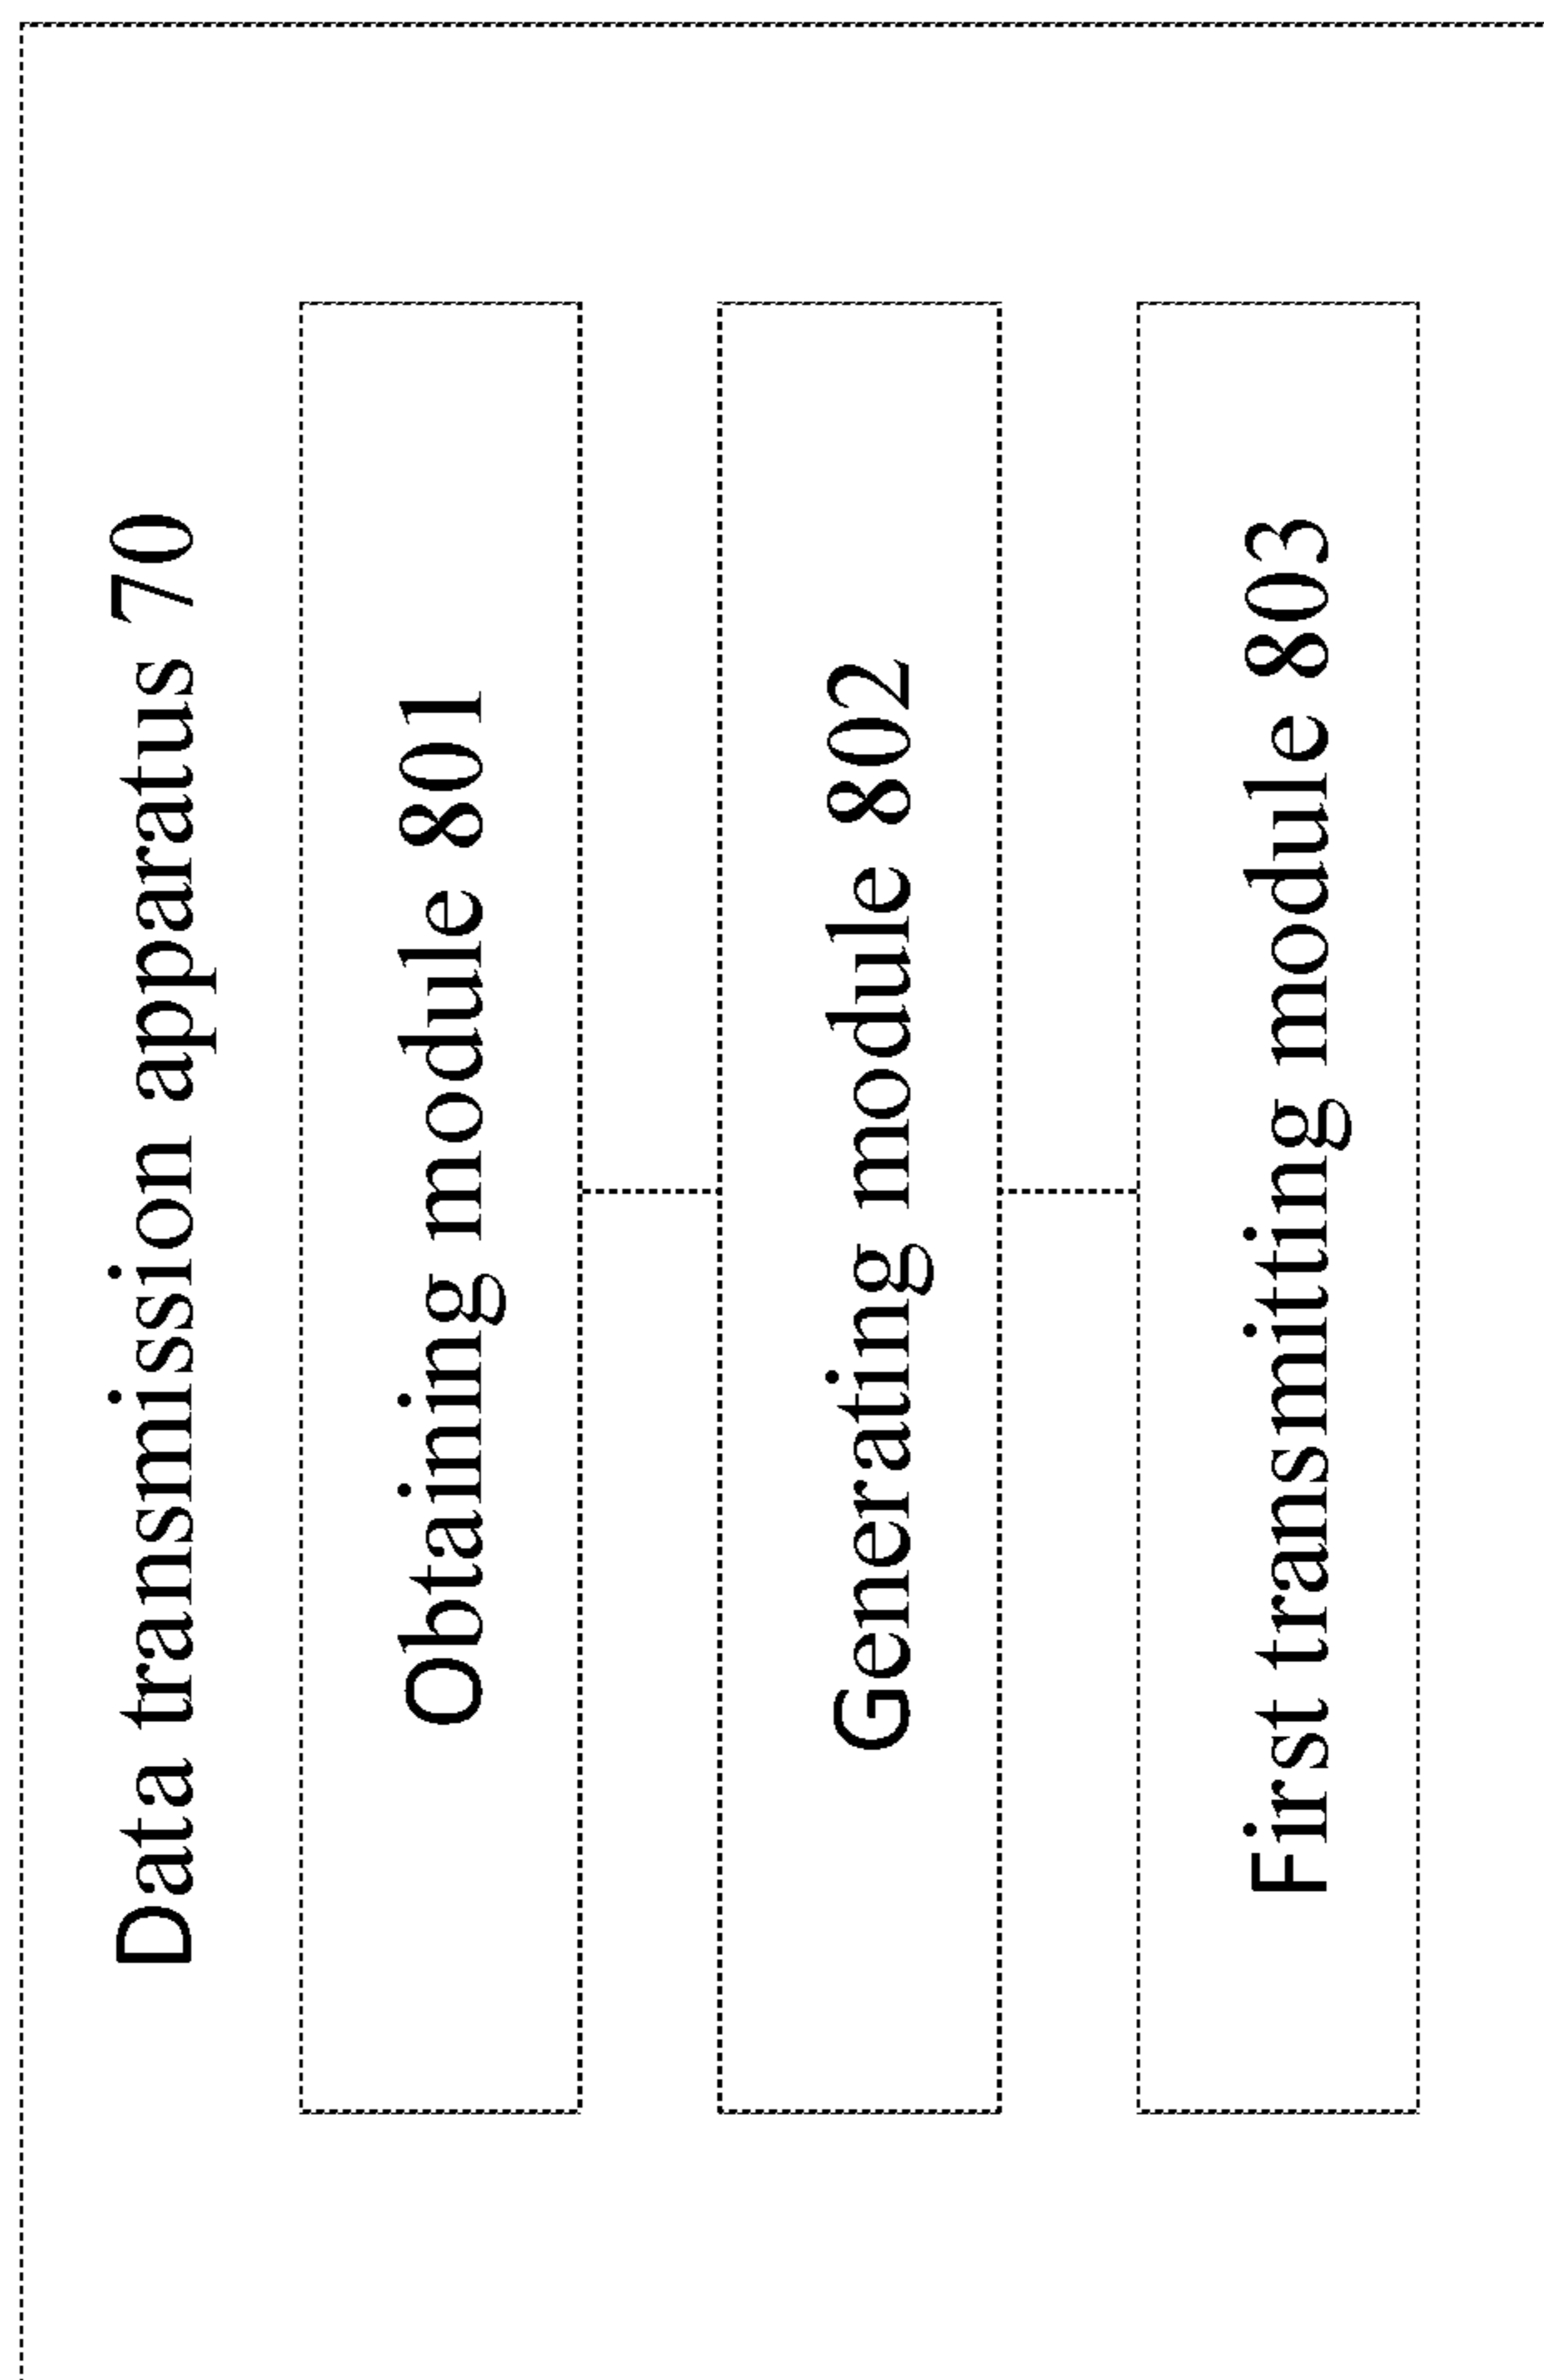 Data transmission apparatus 70
Obtaining module 801
Generating module 802
First transmitting module 803